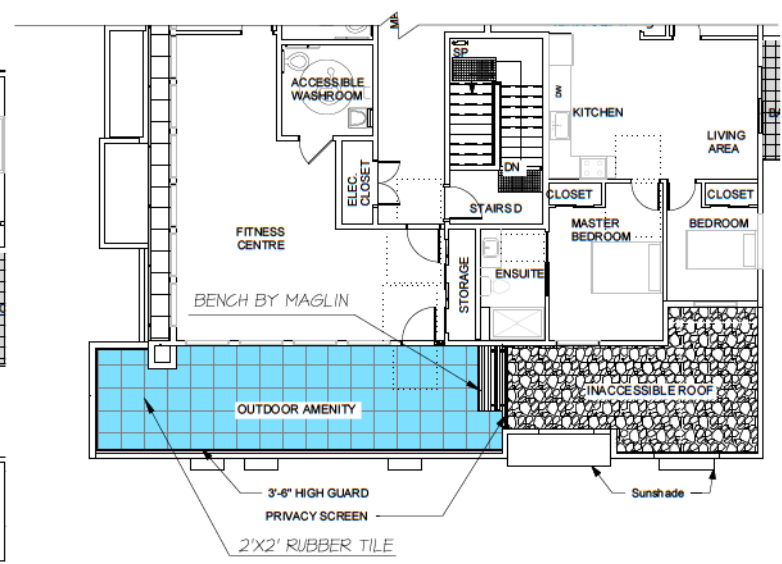 SP
ACCESSIBLE
WASHROOM
DW
KITCHEN
LIVING
AREA
ELEC.
CLOSET
DN
CLOSET
CLOSET
STAIRS D
FITNESS
CENTRE
MASTER
BEDROOM
BEDROOM
STORAGE
ENSUITE
BENCH BY MAGLIN
OUTDOOR AMENITY
INACCESSIBLE ROOF
3'-6" HIGH GUARD
Sunshade
PRIVACY SCREEN
2'X2' RUBBER TILE